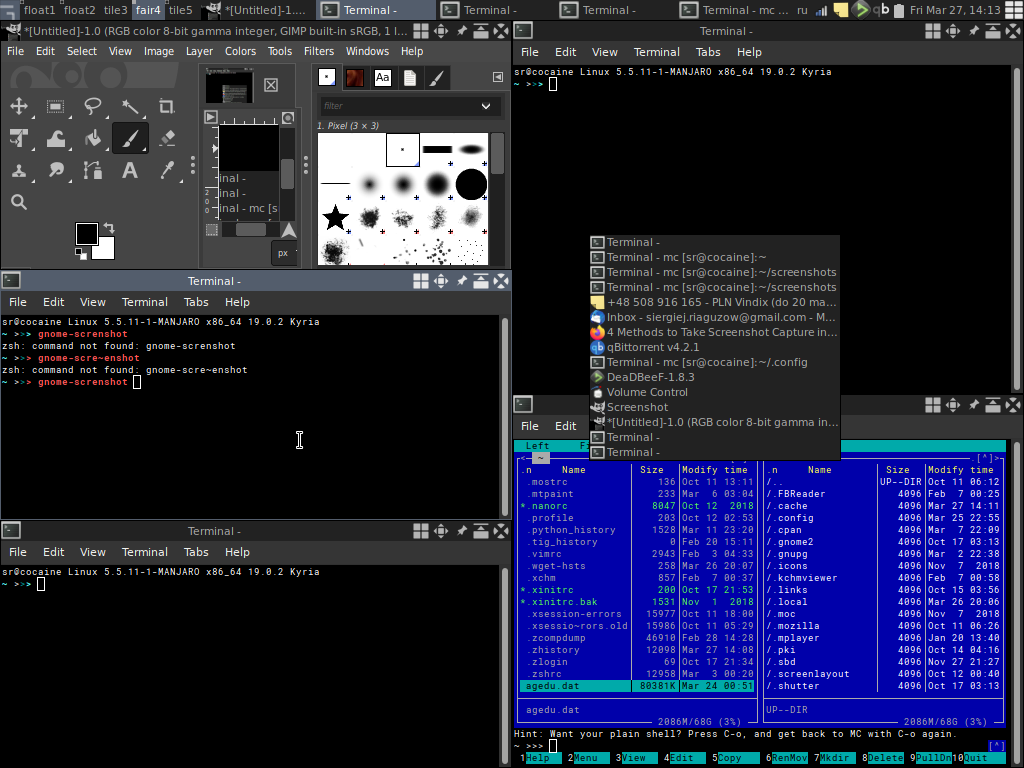 float1 float2 tile3 fair4 tile5 *[Untitled]-1.... Terminal - Terminal - Terminal - Terminal - mc ... ru qb Fri Mar 27, 14:13
*[Untitled]-1.0 (RGB color 8-bit gamma integer, GIMP built-in sRGB, 1 l...
File Edit Select View Image Layer Colors Tools Filters Windows Help
Aa
filter
1. Pixel (3 × 3)
inal -
inal -
inal - mc [s
px
Terminal -
File Edit View Terminal Tabs Help
sr@cocaine Linux 5.5.11-1-MANJARO x86_64 19.0.2 Kyria
~ >>>
Terminal -
File Edit View Terminal Tabs Help
sr@cocaine Linux 5.5.11-1-MANJARO x86_64 19.0.2 Kyria
~ >>> gnome-screnshot
zsh: command not found: gnome-screnshot
~ >>> gnome-scre~enshot
zsh: command not found: gnome-scre~enshot
~ >>> gnome-screnshot
Terminal -
File Edit View Terminal Tabs Help
sr@cocaine Linux 5.5.11-1-MANJARO x86_64 19.0.2 Kyria
~ >>>
Terminal -
Terminal - mc [sr@cocaine]:~
Terminal - mc [sr@cocaine]:~/screenshots
Terminal - mc [sr@cocaine]:~/screenshots
+48 508 916 165 - PLN Vindix (do 20 ma...
Inbox - siergiej.riaguzow@gmail.com - M...
4 Methods to Take Screenshot Capture in...
qBittorrent v4.2.1
Terminal - mc [sr@cocaine]:~/.config
DeaDBeeF-1.8.3
Volume Control
Screenshot
*[Untitled]-1.0 (RGB color 8-bit gamma in...
Terminal -
Terminal -
File Edit
Left
<─ ~ .[^]>
.n Name Size Modify time .n Name Size Modify time
.mostrc 136 Oct 11 13:11 /.. UP--DIR Oct 11 06:12
.mtpaint 233 Mar 6 03:04 /.FBReader 4096 Feb 7 00:25
*.nanorc 8047 Oct 12 2018 /.cache 4096 Mar 27 14:11
.profile 203 Oct 12 02:53 /.config 4096 Mar 25 22:55
.python_history 1528 Mar 11 23:20 /.cpan 4096 Mar 7 22:09
.tig_history 0 Feb 20 15:11 /.gnome2 4096 Oct 17 03:13
.vimrc 2943 Feb 3 04:33 /.gnupg 4096 Mar 2 22:38
.wget-hsts 258 Mar 26 20:07 /.icons 4096 Nov 7 2018
.xchm 857 Feb 7 00:37 /.kchmviewer 4096 Feb 7 00:58
*.xinitrc 200 Oct 17 21:53 /.links 4096 Oct 15 03:56
*.xinitrc.bak 1531 Nov 1 2018 /.local 4096 Mar 26 20:06
.xsession-errors 15977 Oct 11 18:00 /.moc 4096 Nov 7 2018
.xsessio~rors.old 15986 Oct 11 05:29 /.mozilla 4096 Oct 11 06:26
.zcompdump 46910 Feb 28 14:28 /.mplayer 4096 Jan 20 13:40
.zhistory 12098 Mar 27 14:08 /.pki 4096 Oct 14 04:16
.zlogin 69 Oct 17 21:34 /.sbd 4096 Nov 27 21:27
.zshrc 12958 Mar 3 00:20 /.screenlayout 4096 Oct 12 00:40
agedu.dat 80381K Mar 24 00:51 /.shutter 4096 Oct 17 03:13
agedu.dat UP--DIR
2086M/68G (3%) 2086M/68G (3%)
Hint: Want your plain shell? Press C-o, and get back to MC with C-o again.
~ >>> [^]
1Help 2Menu 3View 4Edit 5Copy 6RenMov 7Mkdir 8Delete 9PullDn 10Quit